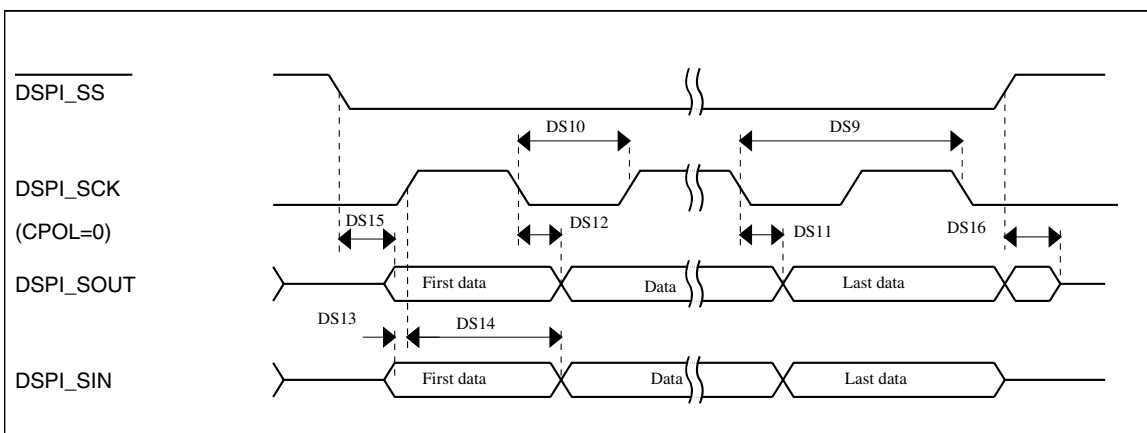 DSPI_SS
DS10
DS9
DSPI_SCK
(CPOL=0)
DS15
DS12
DS11
DS16
DSPI_SOUT
First data
Data
Last data
DS13
DS14
DSPI_SIN
First data
Data
Last data